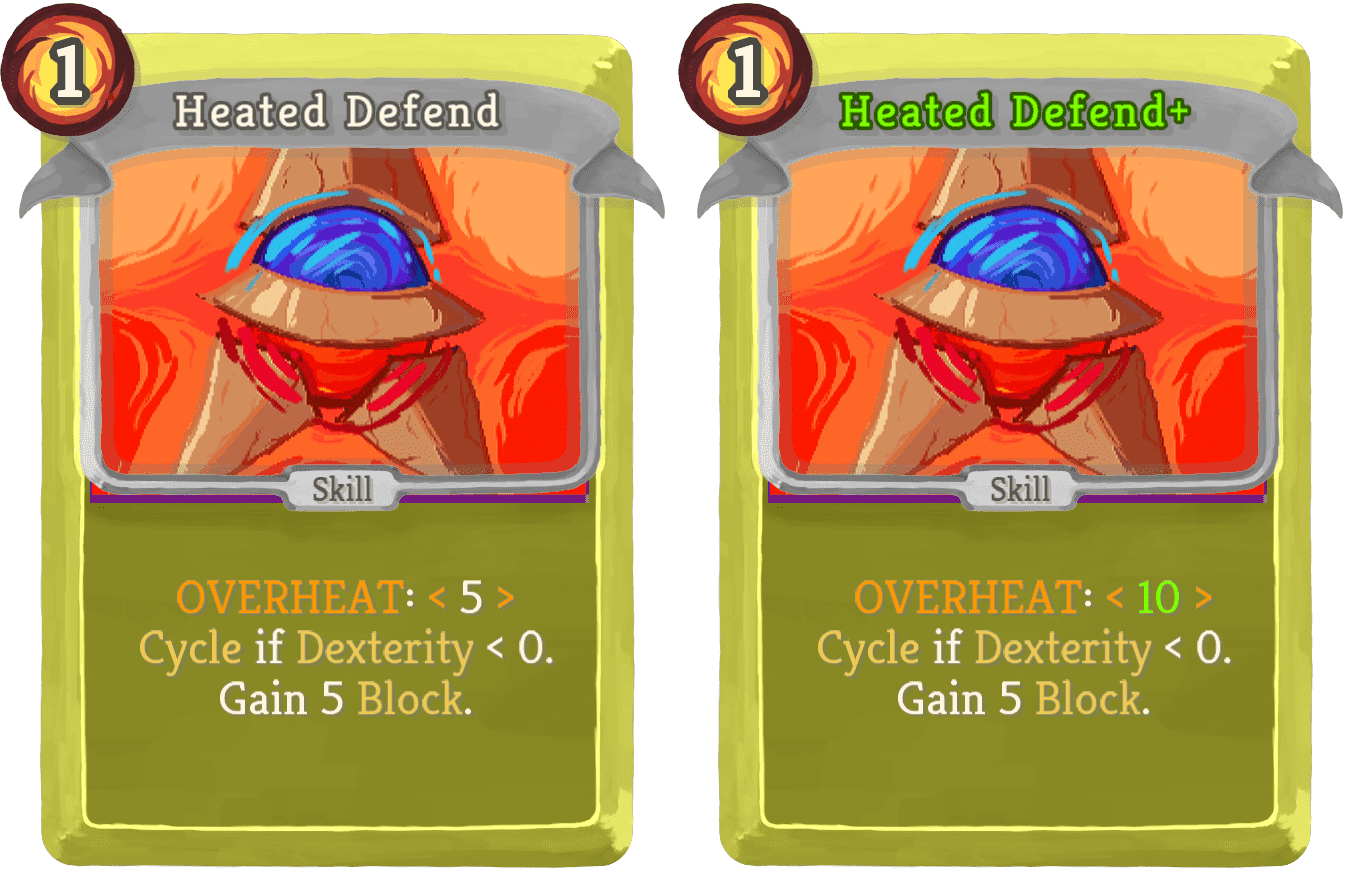 1
Heated Defend
Skill
OVERHEAT: < 5 >
Cycle if Dexterity < 0.
Gain 5 Block.
1
Heated Defend+
Skill
OVERHEAT: < 10 >
Cycle if Dexterity < 0.
Gain 5 Block.